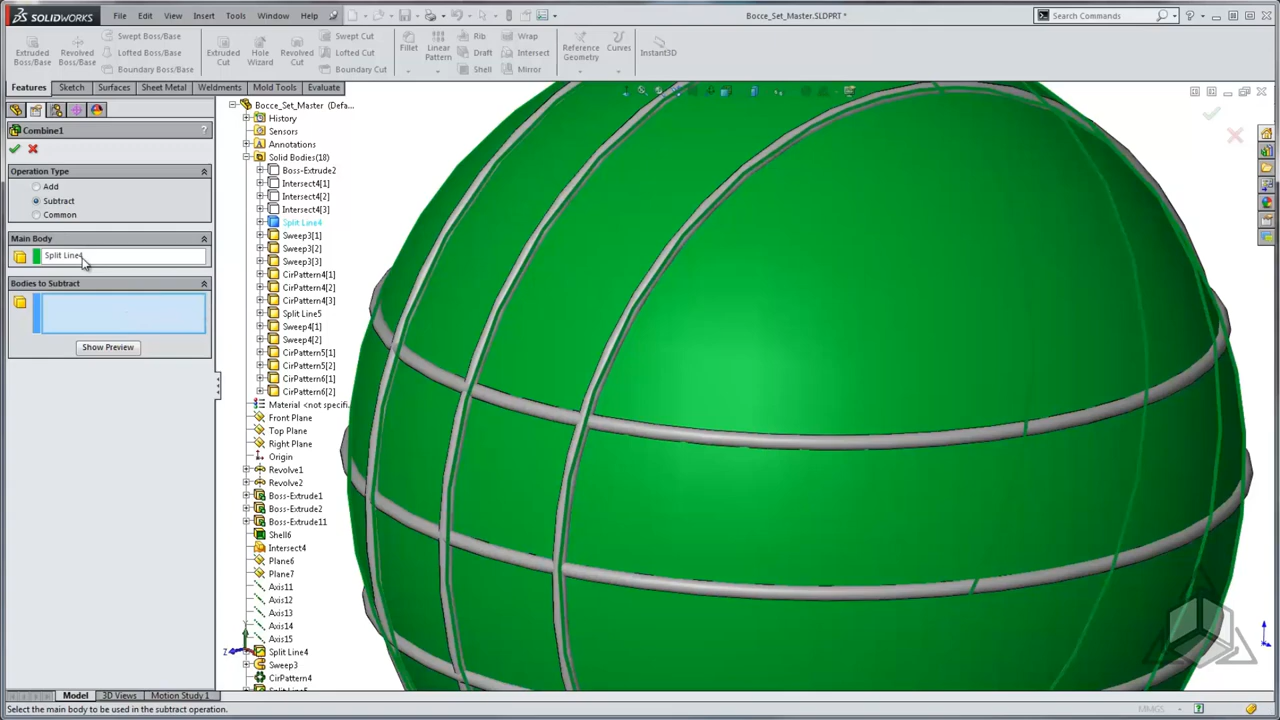 SOLIDWORKS File Edit View Insert Tools Window Help Bocce_Set_Master.SLDPRT * Search Commands
Extruded Boss/Base
Revolved Boss/Base
Swept Boss/Base
Lofted Boss/Base
Boundary Boss/Base
Extruded Cut
Hole Wizard
Revolved Cut
Swept Cut
Lofted Cut
Boundary Cut
Fillet
Linear Pattern
Rib
Draft
Shell
Wrap
Intersect
Mirror
Reference Geometry
Curves
Instant3D
Features Sketch Surfaces Sheet Metal Weldments Mold Tools Evaluate
Combine1 ?
Operation Type
Add
Subtract
Common
Main Body
Split Line4
Bodies to Subtract
Show Preview
Bocce_Set_Master (Defa...
History
Sensors
Annotations
Solid Bodies(18)
Boss-Extrude2
Intersect4[1]
Intersect4[2]
Intersect4[3]
Split Line4
Sweep3[1]
Sweep3[2]
Sweep3[3]
CirPattern4[1]
CirPattern4[2]
CirPattern4[3]
Split Line5
Sweep4[1]
Sweep4[2]
CirPattern5[1]
CirPattern5[2]
CirPattern6[1]
CirPattern6[2]
Material <not specifi...
Front Plane
Top Plane
Right Plane
Origin
Revolve1
Revolve2
Boss-Extrude1
Boss-Extrude2
Boss-Extrude11
Shell6
Intersect4
Plane6
Plane7
Axis11
Axis12
Axis13
Axis14
Axis15
Split Line4
Sweep3
CirPattern4
Split Line5
Y
Z
Model 3D Views Motion Study 1
Select the main body to be used in the subtract operation. MMGS